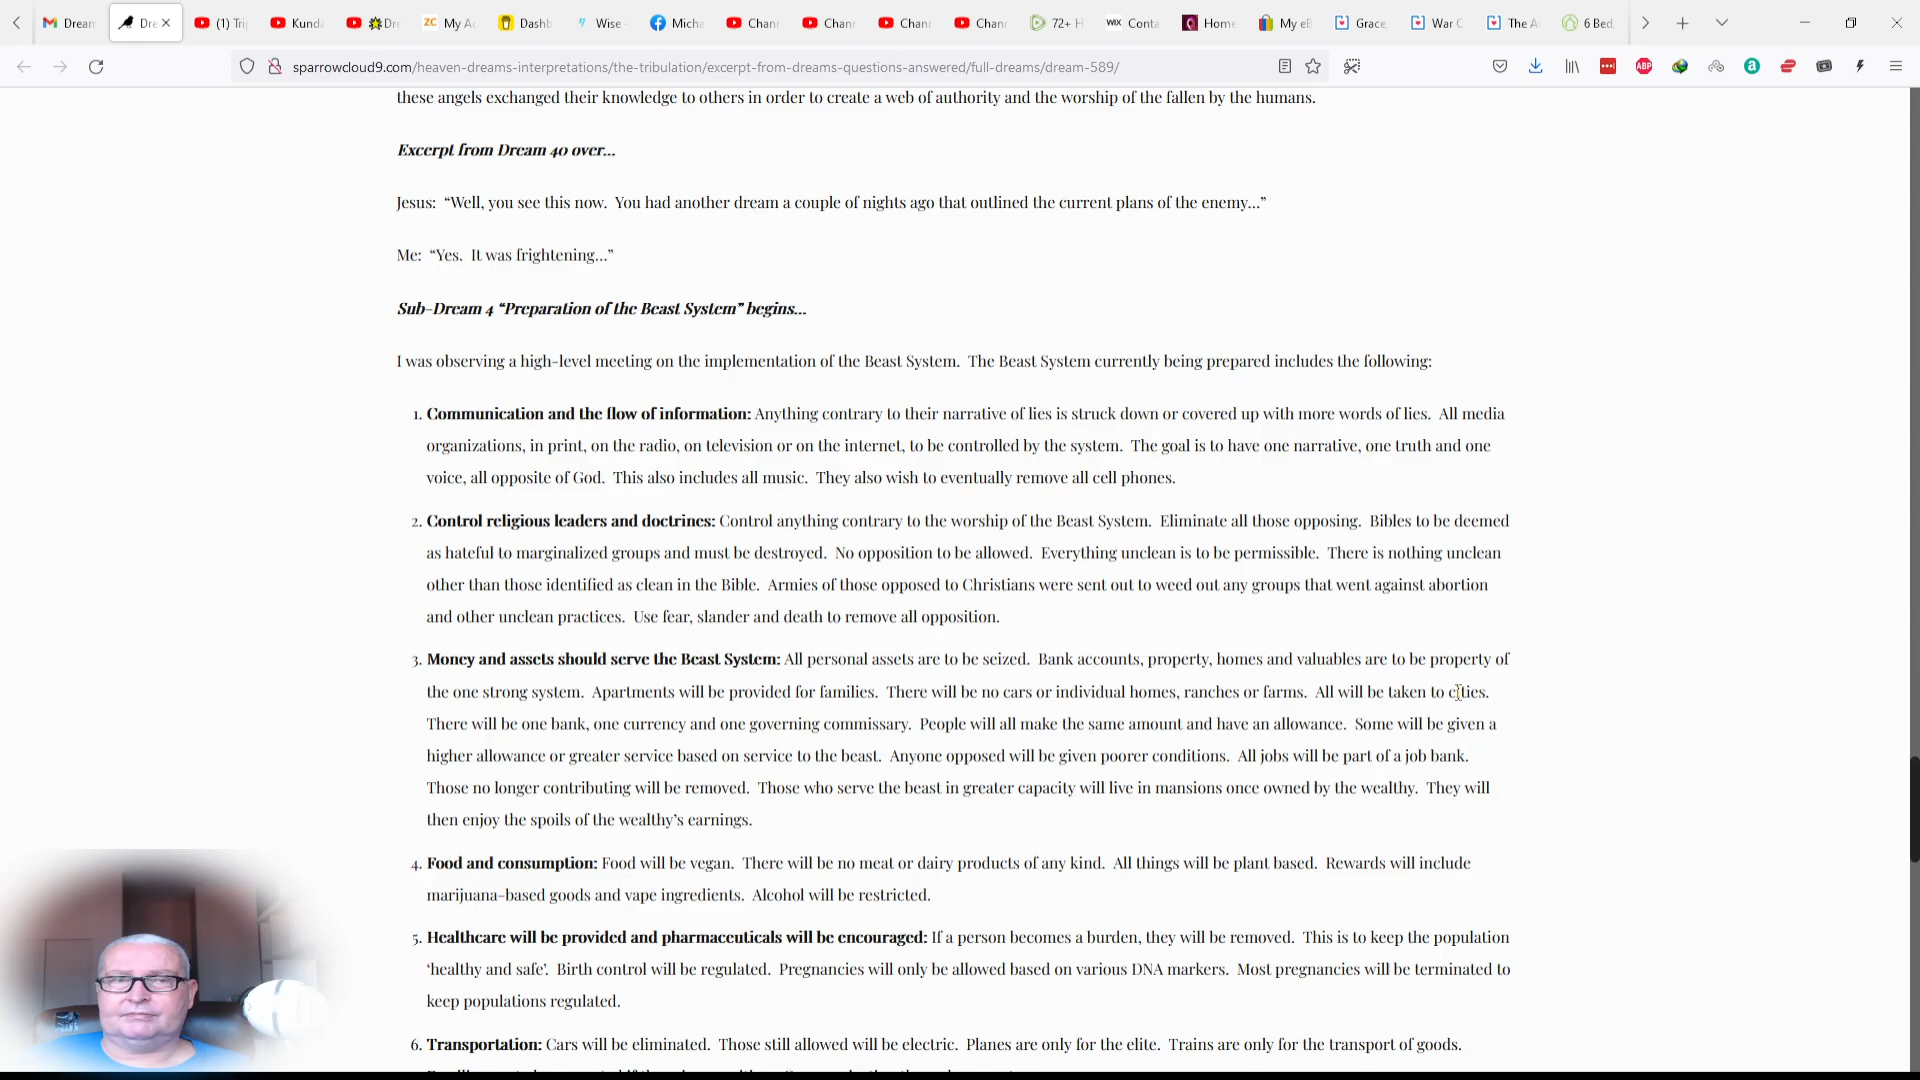 Dream
Dre
(1) Trip
Kunda
Dre
My Ac
Dashb
Wise
Micha
Chann
Chann
Chann
Chann
72+ H
Conta
Home
My eB
Grace,
War C
The A
6 Bed,
sparrowcloud9.com/heaven-dreams-interpretations/the-tribulation/excerpt-from-dreams-questions-answered/full-dreams/dream-589/
these angels exchanged their knowledge to others in order to create a web of authority and the worship of the fallen by the humans.
Excerpt from Dream 40 over…
Jesus:  “Well, you see this now.  You had another dream a couple of nights ago that outlined the current plans of the enemy…”
Me:  “Yes.  It was frightening…”
Sub-Dream 4 “Preparation of the Beast System” begins…
I was observing a high-level meeting on the implementation of the Beast System.  The Beast System currently being prepared includes the following:
1. Communication and the flow of information: Anything contrary to their narrative of lies is struck down or covered up with more words of lies.  All media
organizations, in print, on the radio, on television or on the internet, to be controlled by the system.  The goal is to have one narrative, one truth and one
voice, all opposite of God.  This also includes all music.  They also wish to eventually remove all cell phones.
2. Control religious leaders and doctrines: Control anything contrary to the worship of the Beast System.  Eliminate all those opposing.  Bibles to be deemed
as hateful to marginalized groups and must be destroyed.  No opposition to be allowed.  Everything unclean is to be permissible.  There is nothing unclean
other than those identified as clean in the Bible.  Armies of those opposed to Christians were sent out to weed out any groups that went against abortion
and other unclean practices.  Use fear, slander and death to remove all opposition.
3. Money and assets should serve the Beast System: All personal assets are to be seized.  Bank accounts, property, homes and valuables are to be property of
the one strong system.  Apartments will be provided for families.  There will be no cars or individual homes, ranches or farms.  All will be taken to cities.
There will be one bank, one currency and one governing commissary.  People will all make the same amount and have an allowance.  Some will be given a
higher allowance or greater service based on service to the beast.  Anyone opposed will be given poorer conditions.  All jobs will be part of a job bank.
Those no longer contributing will be removed.  Those who serve the beast in greater capacity will live in mansions once owned by the wealthy.  They will
then enjoy the spoils of the wealthy’s earnings.
4. Food and consumption: Food will be vegan.  There will be no meat or dairy products of any kind.  All things will be plant based.  Rewards will include
marijuana-based goods and vape ingredients.  Alcohol will be restricted.
5. Healthcare will be provided and pharmaceuticals will be encouraged: If a person becomes a burden, they will be removed.  This is to keep the population
‘healthy and safe’.  Birth control will be regulated.  Pregnancies will only be allowed based on various DNA markers.  Most pregnancies will be terminated to
keep populations regulated.
6. Transportation: Cars will be eliminated.  Those still allowed will be electric.  Planes are only for the elite.  Trains are only for the transport of goods.